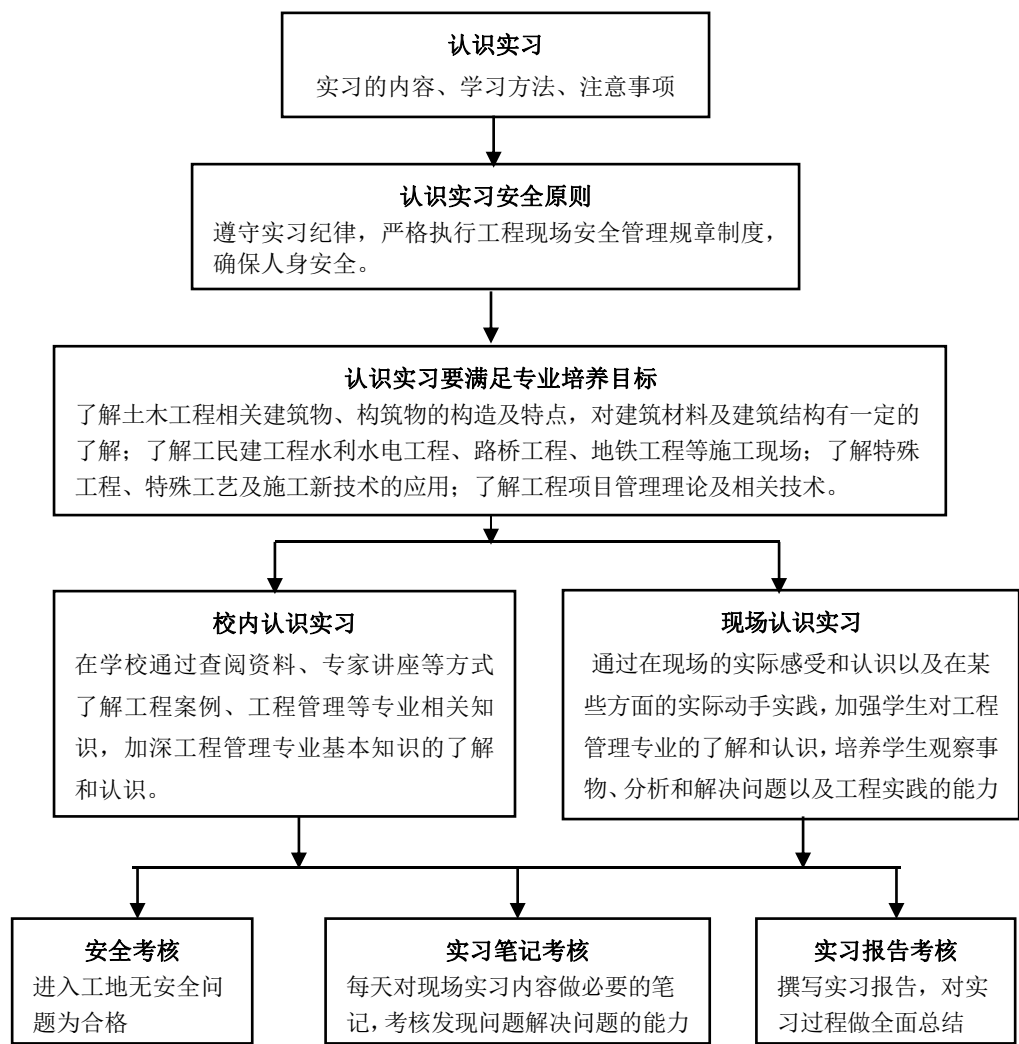 认识实习
实习的内容、学习方法、注意事项
认识实习安全原则
遵守实习纪律，严格执行工程现场安全管理规章制度，
确保人身安全。
认识实习要满足专业培养目标
了解土木工程相关建筑物、构筑物的构造及特点，对建筑材料及建筑结构有一定的
了解；了解工民建工程水利水电工程、路桥工程、地铁工程等施工现场；了解特殊
工程、特殊工艺及施工新技术的应用；了解工程项目管理理论及相关技术。
校内认识实习
在学校通过查阅资料、专家讲座等方式
了解工程案例、工程管理等专业相关知
识，加深工程管理专业基本知识的了解
和认识。
现场认识实习
通过在现场的实际感受和认识以及在某
些方面的实际动手实践，加强学生对工程
管理专业的了解和认识，培养学生观察事
物、分析和解决问题以及工程实践的能力
安全考核
进入工地无安全问
题为合格
实习笔记考核
每天对现场实习内容做必要的笔
记，考核发现问题解决问题的能力
实习报告考核
撰写实习报告，对实
习过程做全面总结